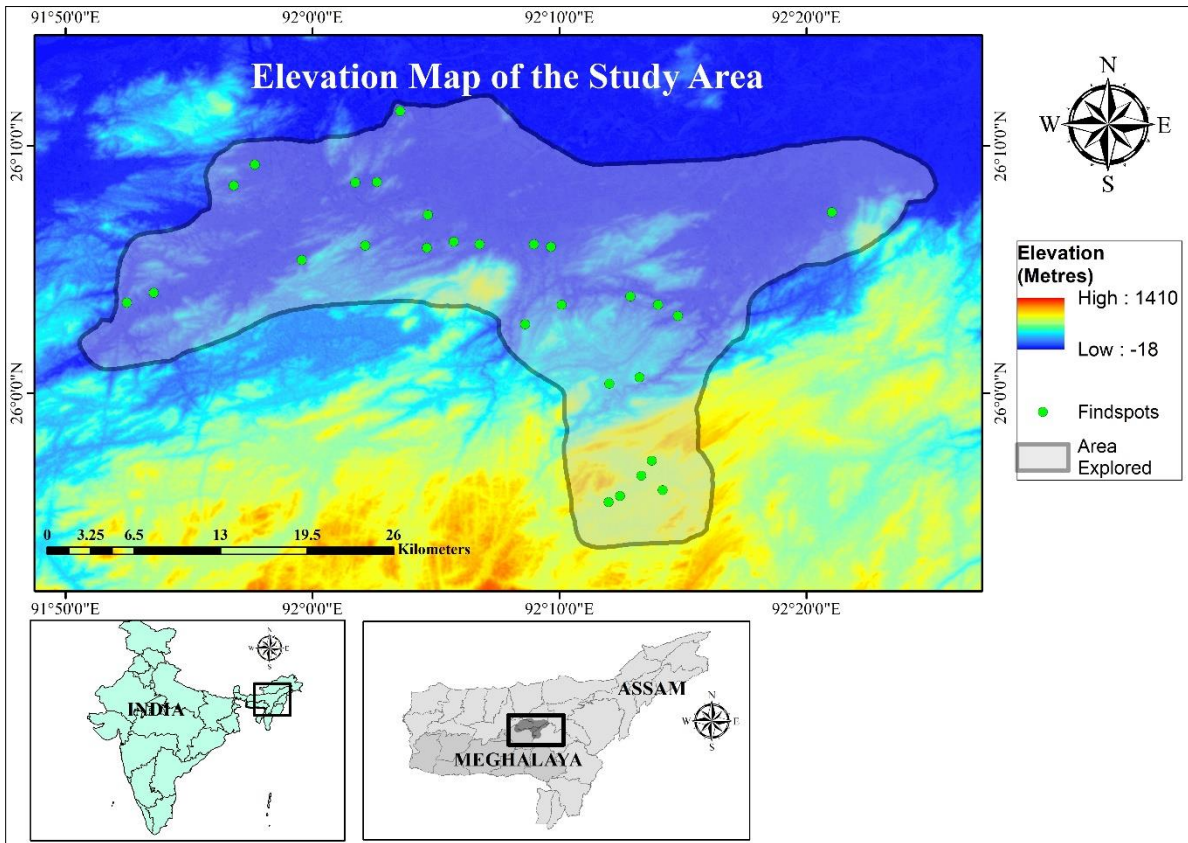 91°50'0"E 92°0'0"E 92°10'0"E 92°20'0"E
Elevation Map of the Study Area
26°10'0"N
26°10'0"N
26°0'0"N
26°0'0"N
N
W E
S
Elevation
(Metres)
High : 1410
Low : -18
Findspots
Area
Explored
0 3.25 6.5 13 19.5 26
Kilometers
91°50'0"E 92°0'0"E 92°10'0"E 92°20'0"E
N
W E
S
INDIA
ASSAM
N
W E
S
MEGHALAYA